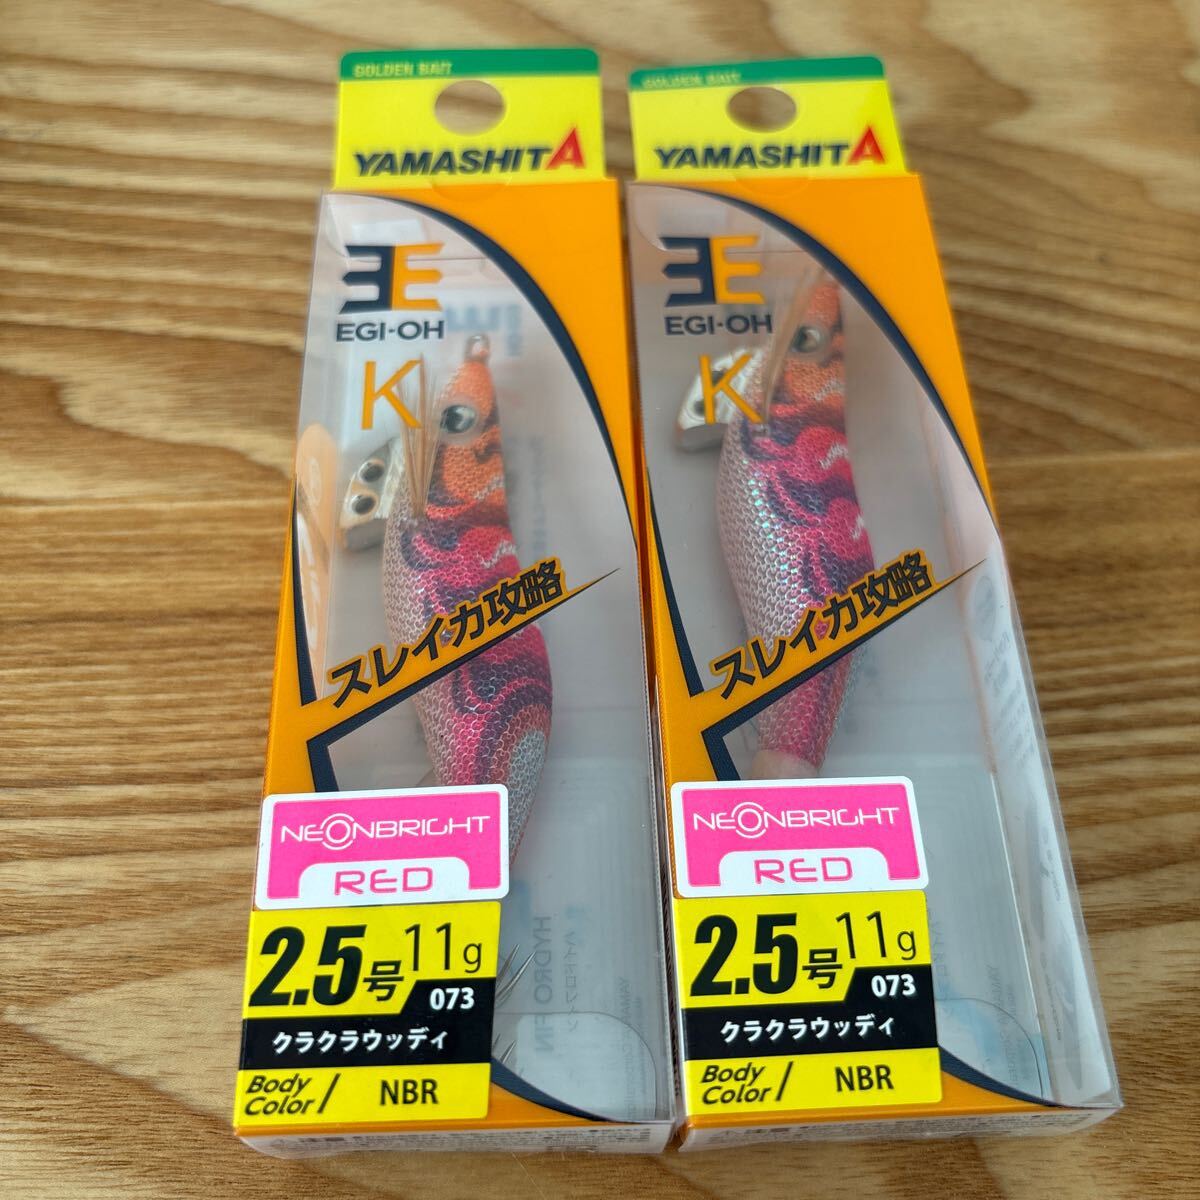 GOLDEN BAIT
YAMASHITA
EGI-OH
K
スレイカ攻略
NEONBRIGHT
RED
2.5号 11g
073
クラクラウッディ
Body Color/ NBR
GOLDEN BAIT
YAMASHITA
EGI-OH
K
スレイカ攻略
NEONBRIGHT
RED
2.5号 11g
073
クラクラウッディ
Body Color/ NBR